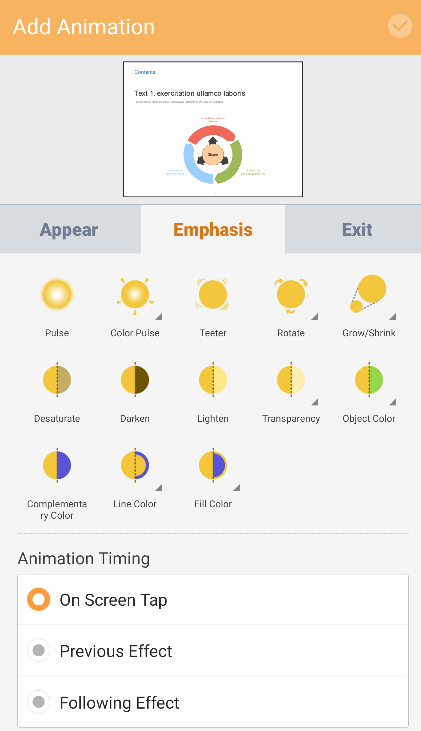 Add Animation
Contents
Text 1. exercitation ullamco laboris
Appear
Emphasis
Exit
Pulse
Color Pulse
Teeter
Rotate
Grow/Shrink
Desaturate
Darken
Lighten
Transparency
Object Color
Complementa
ry Color
Line Color
Fill Color
Animation Timing
On Screen Tap
Previous Effect
Following Effect